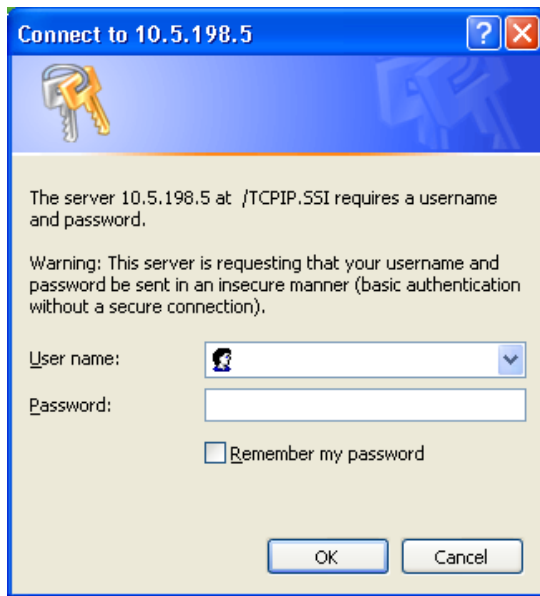 Connect to 10.5.198.5
The server 10.5.198.5 at /TCPIP.SSI requires a username
and password.
Warning: This server is requesting that your username and
password be sent in an insecure manner (basic authentication
without a secure connection).
User name:
Password:
Remember my password
OK Cancel